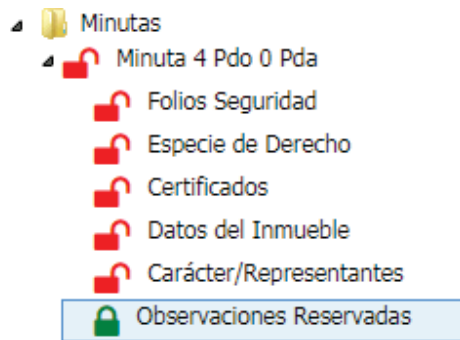 Minutas
Minuta 4 Pdo 0 Pda
Folios Seguridad
Especie de Derecho
Certificados
Datos del Inmueble
Carácter/Representantes
Observaciones Reservadas